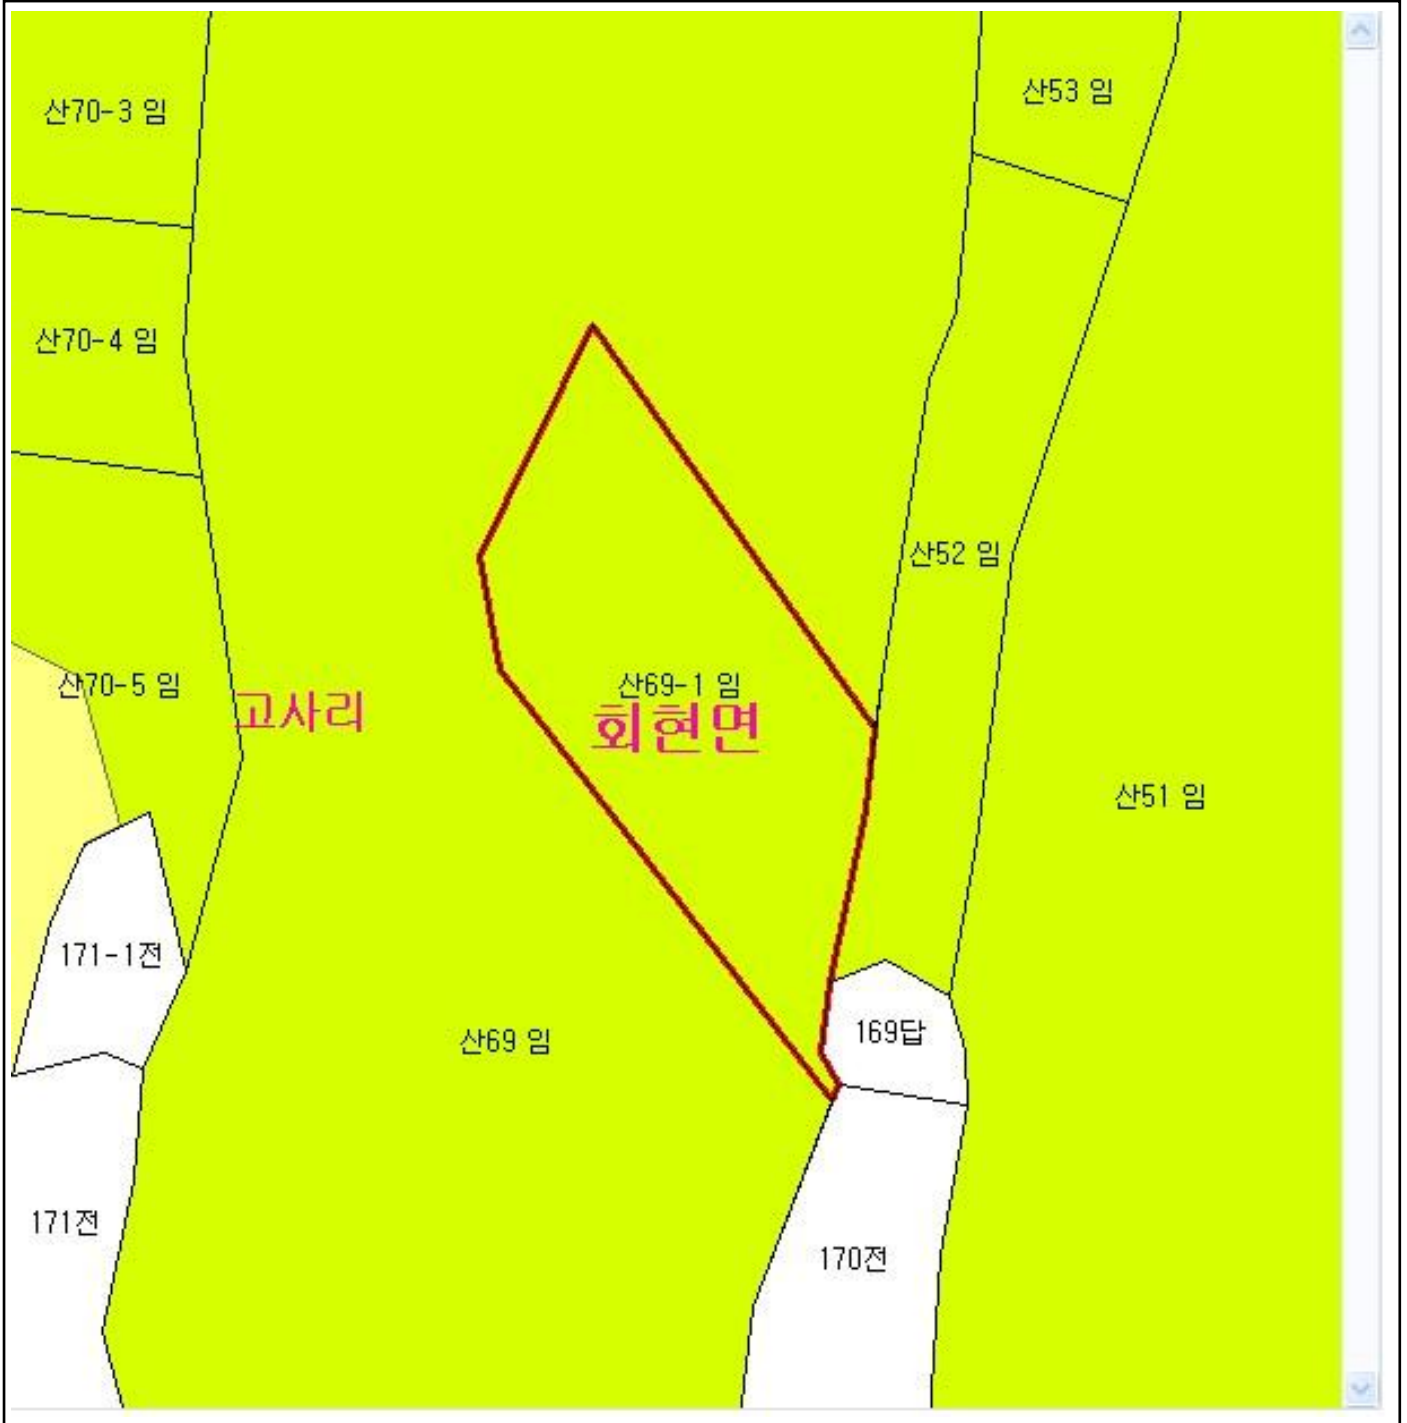 산53 임
산70-3 임
산70-4 임
산52 임
산70-5 임
산69-1 임
고사리
회현면
산51 임
171-1전
169답
산69 임
171전
170전